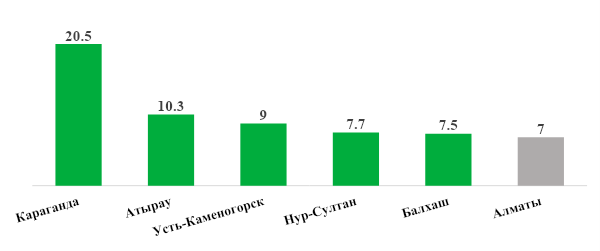 20.5
10.3
9
7.7
7.5
7
Караганда
Атырау
Усть-Каменогорск
Нур-Султан
Балхаш
Алматы